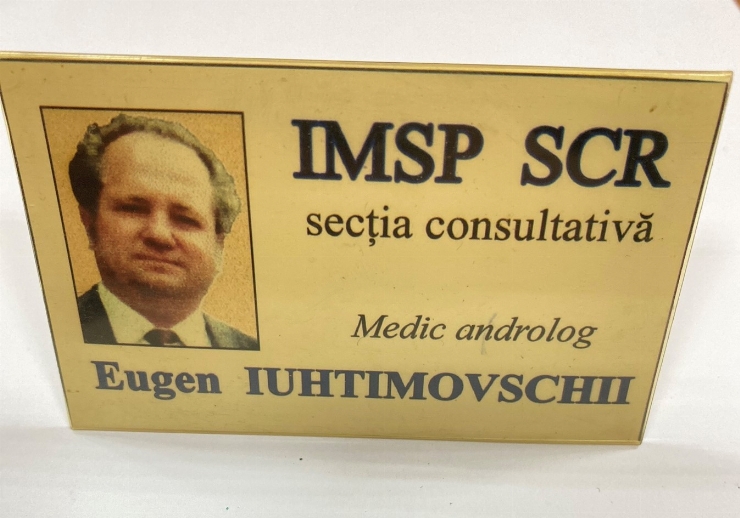 IMSP SCR
secția consultativă
Medic androlog
Eugen IUHTIMOVSCHII